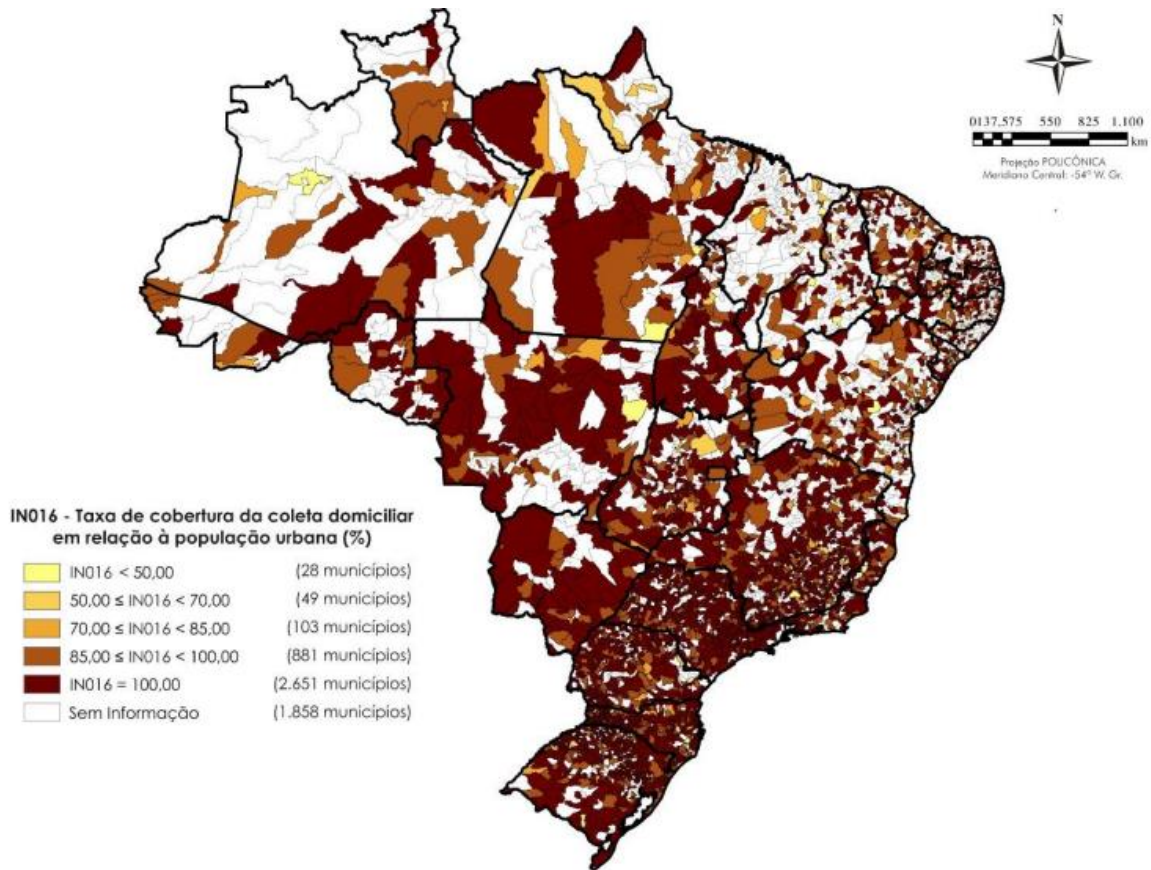 N
0137,575 550 825 1.100
km
Projeção POLICÔNICA
Meridiano Central: -54º W. Gr.
IN016 - Taxa de cobertura da coleta domiciliar
em relação à população urbana (%)
IN016 < 50,00 (28 municípios)
50,00 ≤ IN016 < 70,00 (49 municípios)
70,00 ≤ IN016 < 85,00 (103 municípios)
85,00 ≤ IN016 < 100,00 (881 municípios)
IN016 = 100,00 (2.651 municípios)
Sem Informação (1.858 municípios)